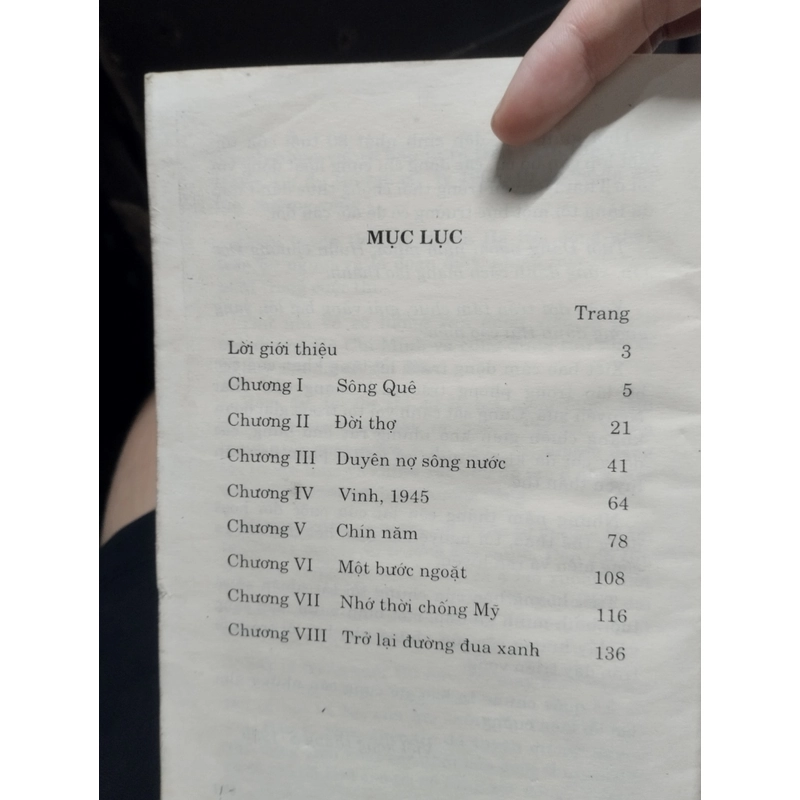 MỤC LỤC
Trang
Lời giới thiệu 3
Chương I Sông Quê 5
Chương II Đời thợ 21
Chương III Duyên nợ sông nước 41
Chương IV Vinh, 1945 64
Chương V Chin năm 78
Chương VI Một bước ngoặt 108
Chương VII Nhớ thời chống Mỹ 116
Chương VIII Trở lại đường đua xanh 136